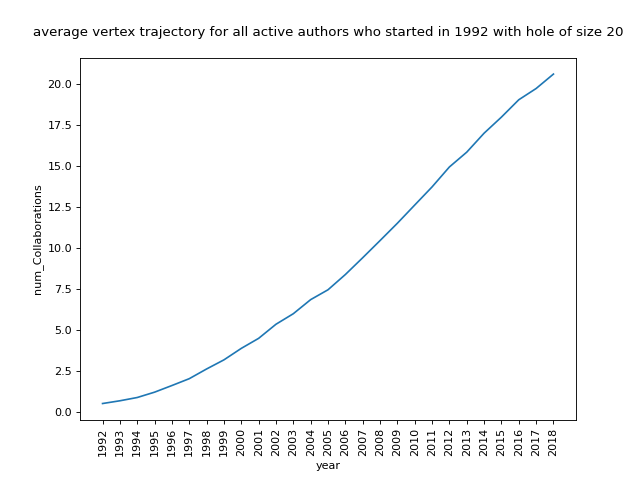 average vertex trajectory for all active authors who started in 1992 with hole of size 20
20.0
17.5
15.0
12.5
10.0
7.5
5.0
2.5
0.0
num_Collaborations
1992 1993 1994 1995 1996 1997 1998 1999 2000 2001 2002 2003 2004 2005 2006 2007 2008 2009 2010 2011 2012 2013 2014 2015 2016 2017 2018
year